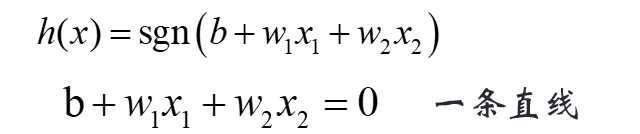 h(x) = sgn(b + w₁x₁ + w₂x₂)
b + w₁x₁ + w₂x₂ = 0 一条直线